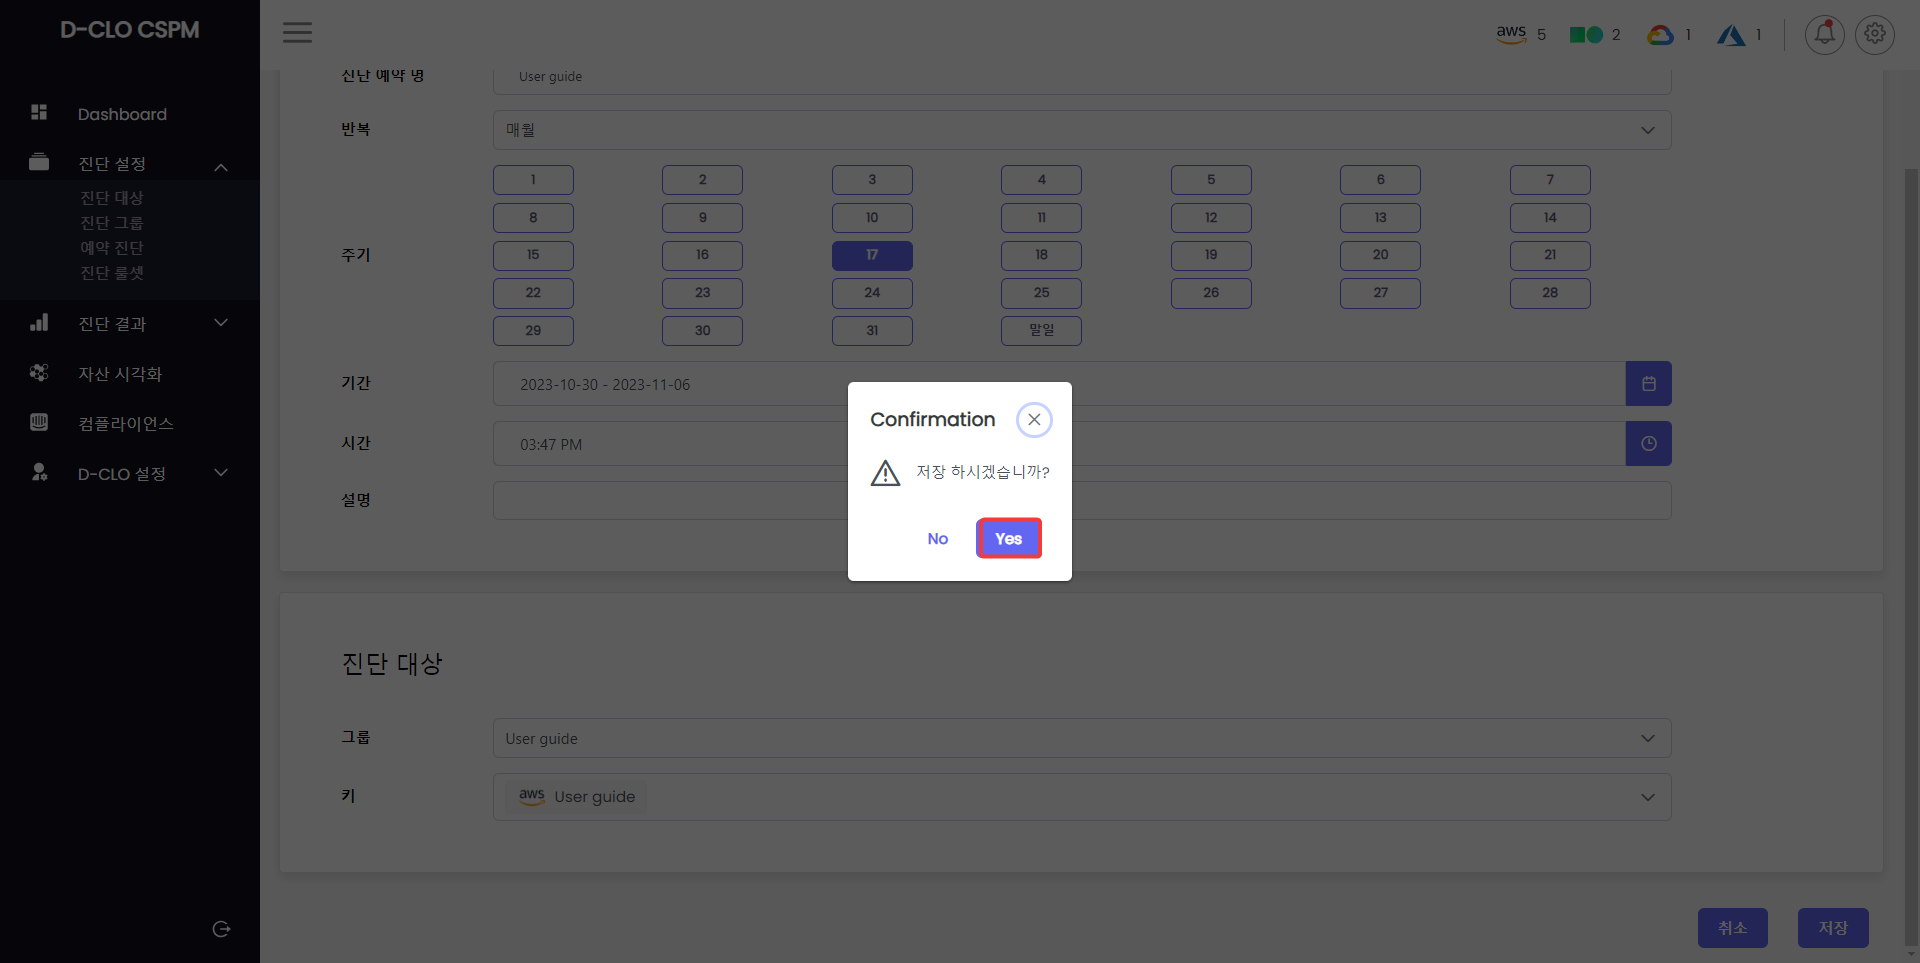 D-CLO CSPM
aws 5 2 1 1
Dashboard
진단 설정
진단 대상
진단 그룹
예약 진단
진단 룰셋
진단 결과
자산 시각화
컴플라이언스
D-CLO 설정
진단 예약 명 User guide
반복 매월
주기
1 2 3 4 5 6 7
8 9 10 11 12 13 14
15 16 17 18 19 20 21
22 23 24 25 26 27 28
29 30 31 말일
기간 2023-10-30 - 2023-11-06
시간 03:47 PM
설명
Confirmation
저장 하시겠습니까?
No Yes
진단 대상
그룹 User guide
키 aws User guide
취소 저장